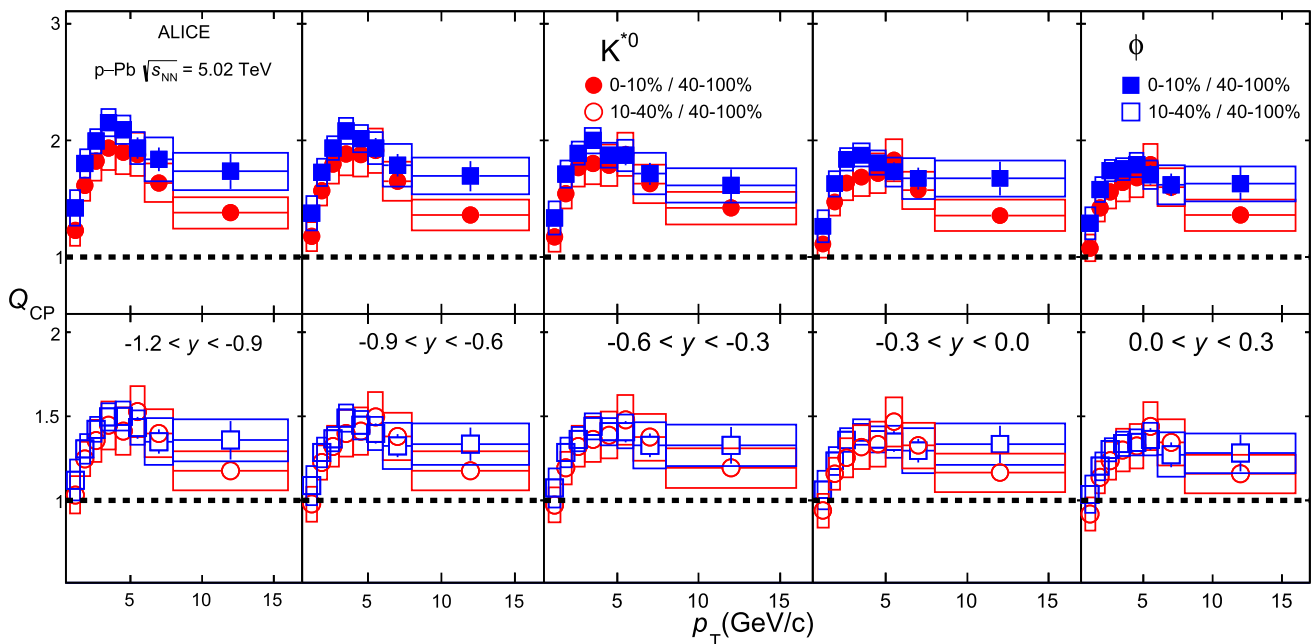 3
2
1
ALICE
p–Pb √sNN = 5.02 TeV
K*0
0-10% / 40-100%
10-40% / 40-100%
ϕ
0-10% / 40-100%
10-40% / 40-100%
QCP
2
1.5
1
-1.2 < y < -0.9
-0.9 < y < -0.6
-0.6 < y < -0.3
-0.3 < y < 0.0
0.0 < y < 0.3
5 10 15 5 10 15 5 10 15 5 10 15 5 10 15
pT(GeV/c)